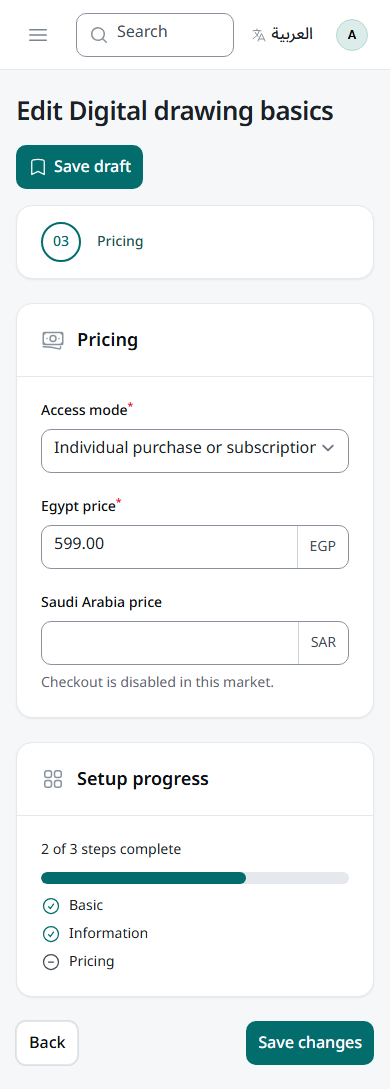 Search
العربية
A
Edit Digital drawing basics
Save draft
03
Pricing
Pricing
Access mode*
Individual purchase or subscription
Egypt price*
599.00
EGP
Saudi Arabia price
SAR
Checkout is disabled in this market.
Setup progress
2 of 3 steps complete
Basic
Information
Pricing
Back
Save changes